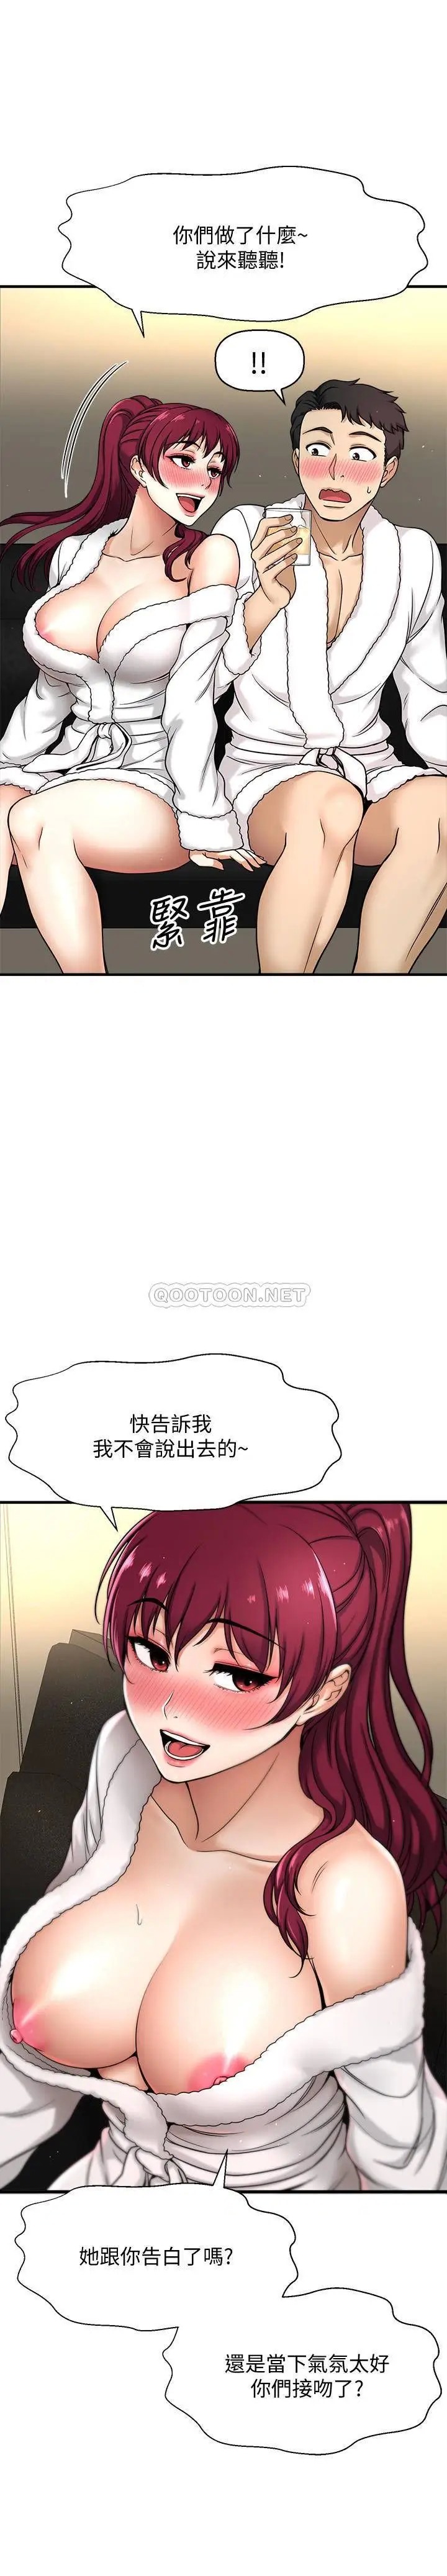 你們做了什麼~
說來聽聽!
!!
緊靠
QOOTOON.NET
快告訴我
我不會說出去的~
她跟你告白了嗎?
還是當下氣氛太好
你們接吻了?